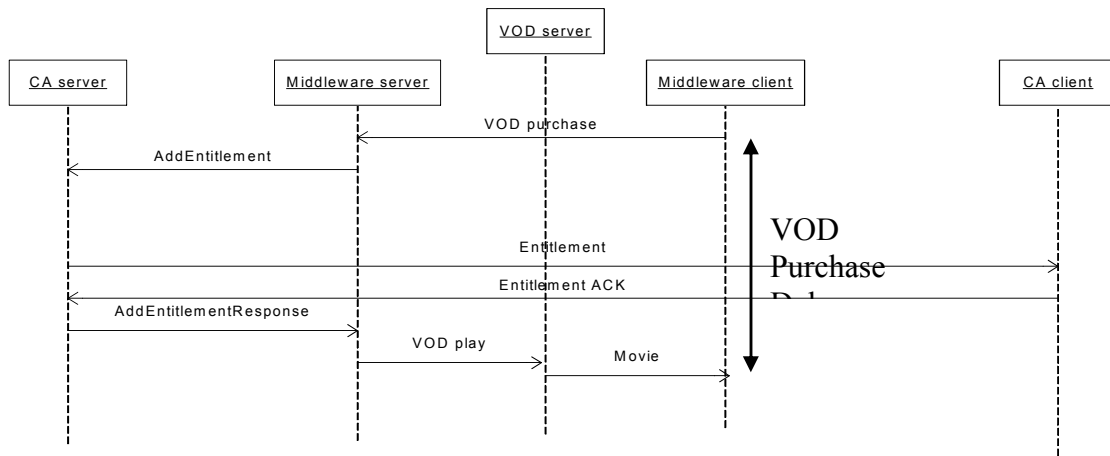 VOD server
CA server
Middleware server
Middleware client
CA client
VOD purchase
AddEntitlement
VOD
Purchase
Entitlement
Entitlement ACK
AddEntitlementResponse
VOD play
Movie